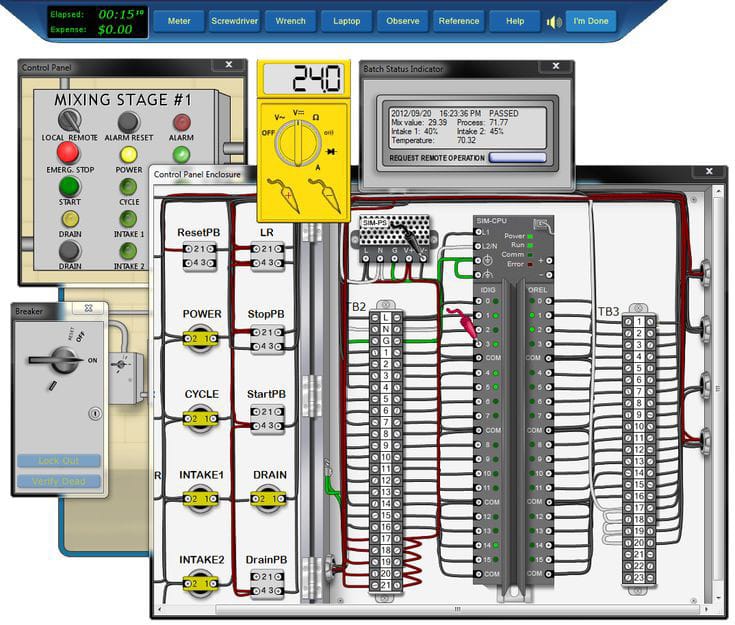 Elapsed: 00:15 10
Expense: $0.00
Meter Screwdriver Wrench Laptop Observe Reference Help I'm Done
Control Panel X
MIXING STAGE #1
LOCAL REMOTE ALARM RESET ALARM
EMERG. STOP POWER
START CYCLE
DRAIN INTAKE 1
DRAIN INTAKE 2
24.0
V~ V= Ω
OFF
A
Batch Status Indicator X
2012/09/20 16:23:36 PM PASSED
Mix value: 29.39 Process: 71.77
Intake 1: 40% Intake 2: 45%
Temperature: 70.32
REQUEST REMOTE OPERATION
Breaker X
RESET OFF
ON
Lock Out
Verify Dead
Control Panel Enclosure X
ResetPB LR
2 1
4 3
2 1
4 3
POWER StopPB
2 1
2 1
4 3
CYCLE StartPB
2 1
2 1
4 3
INTAKE1 DRAIN
2 1
2 1
INTAKE2 DrainPB
2 1
2 1
4 3
SIM-PS
L N G V+ V-
TB2
L
N
G
1
2
3
4
5
6
7
8
9
10
11
12
13
14
15
16
17
18
19
20
21
SIM-CPU
L1
L2/N
Power
Run
Comm
Error
+
-
IDIG OREL
0 0
1 1
2 2
3 3
COM COM
4 4
5 5
6 6
7 7
COM COM
8 8
9 9
10 10
11 11
COM COM
12 12
13 13
14 14
15 15
COM COM
TB3
1
2
3
4
5
6
7
8
9
10
11
12
13
14
15
16
17
18
19
20
21
22
23